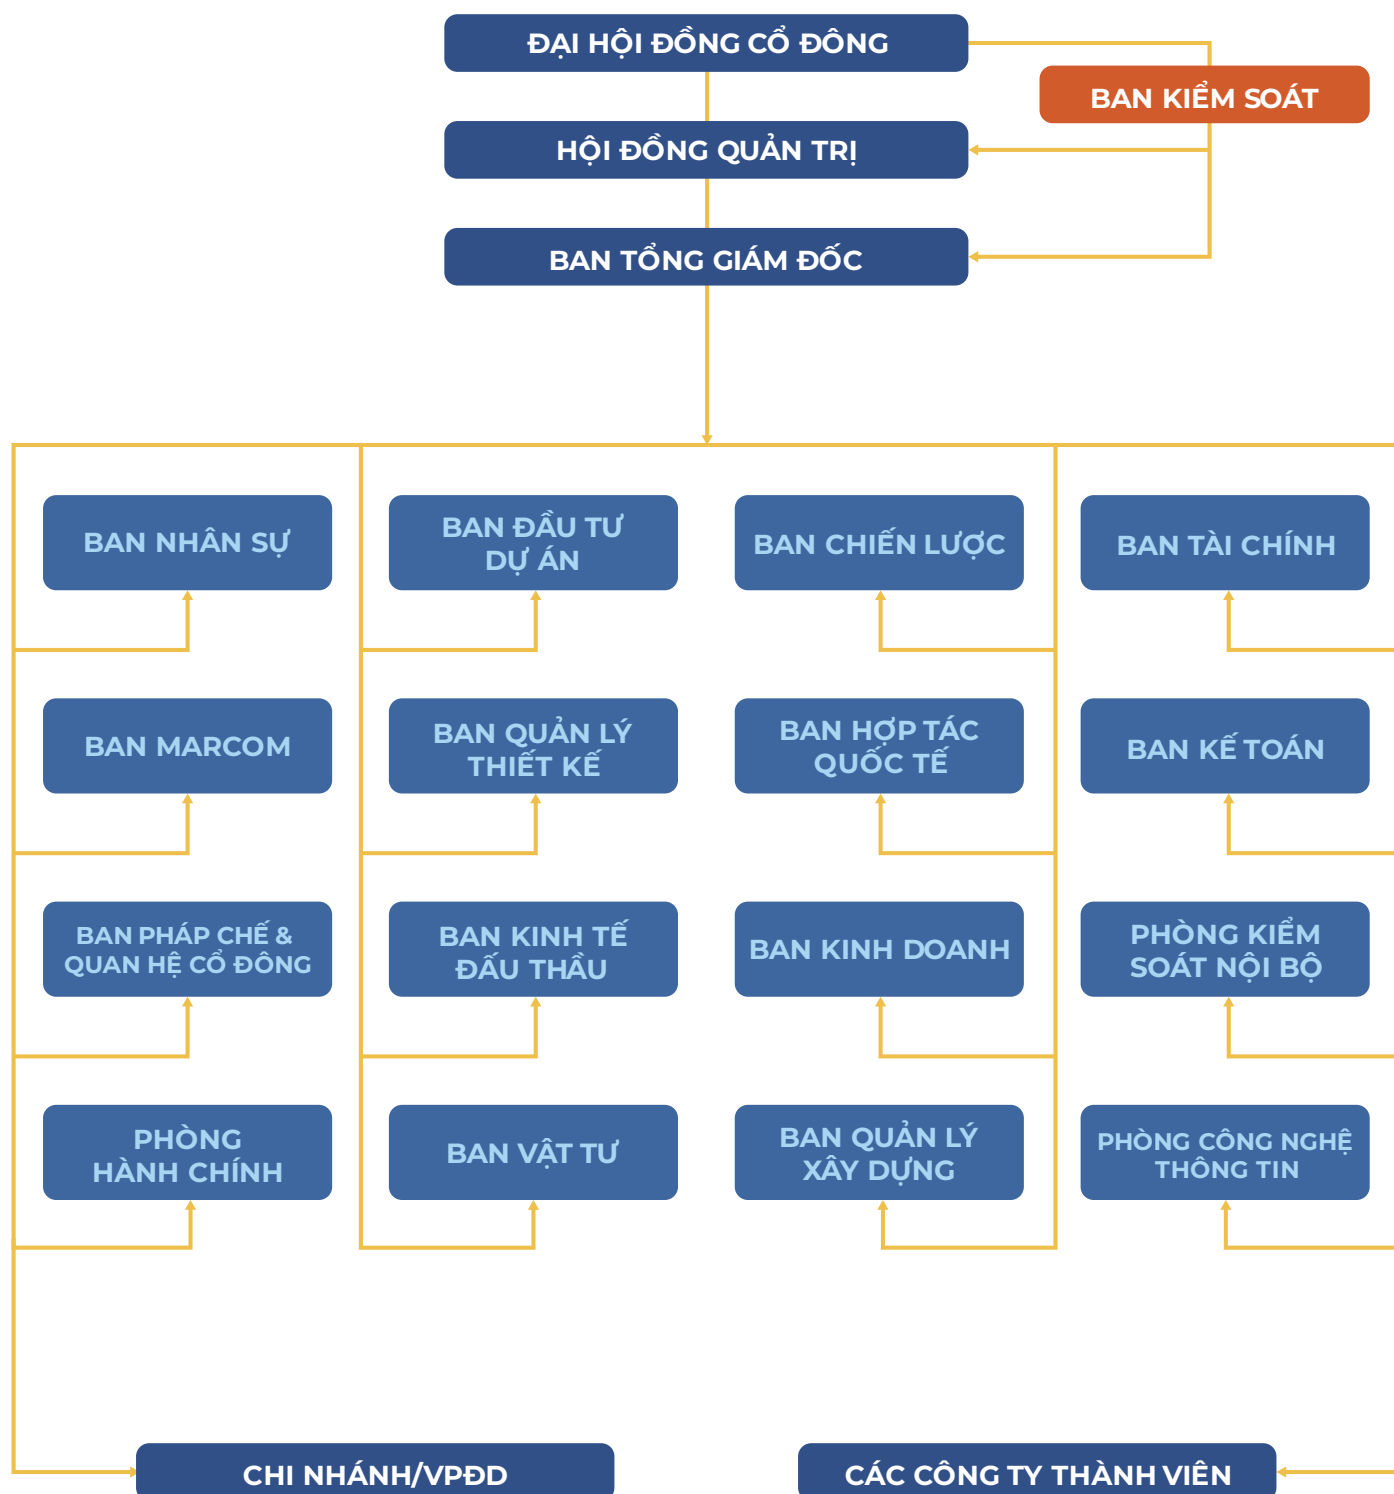 ĐẠI HỘI ĐỒNG CỔ ĐÔNG
BAN KIỂM SOÁT
HỘI ĐỒNG QUẢN TRỊ
BAN TỔNG GIÁM ĐỐC
BAN NHÂN SỰ
BAN ĐẦU TƯ
DỰ ÁN
BAN CHIẾN LƯỢC
BAN TÀI CHÍNH
BAN MARCOM
BAN QUẢN LÝ
THIẾT KẾ
BAN HỢP TÁC
QUỐC TẾ
BAN KẾ TOÁN
BAN PHÁP CHẾ &
QUAN HỆ CỔ ĐÔNG
BAN KINH TẾ
ĐẤU THẦU
BAN KINH DOANH
PHÒNG KIỂM
SOÁT NỘI BỘ
PHÒNG
HÀNH CHÍNH
BAN VẬT TƯ
BAN QUẢN LÝ
XÂY DỰNG
PHÒNG CÔNG NGHỆ
THÔNG TIN
CHI NHÁNH/VPĐD
CÁC CÔNG TY THÀNH VIÊN